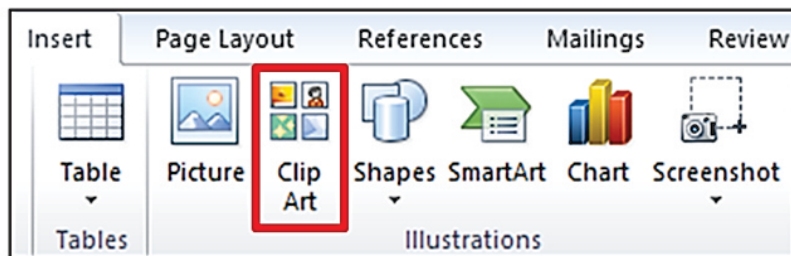 Insert Page Layout References Mailings Review
Table Picture Clip Art Shapes SmartArt Chart Screenshot
Tables Illustrations